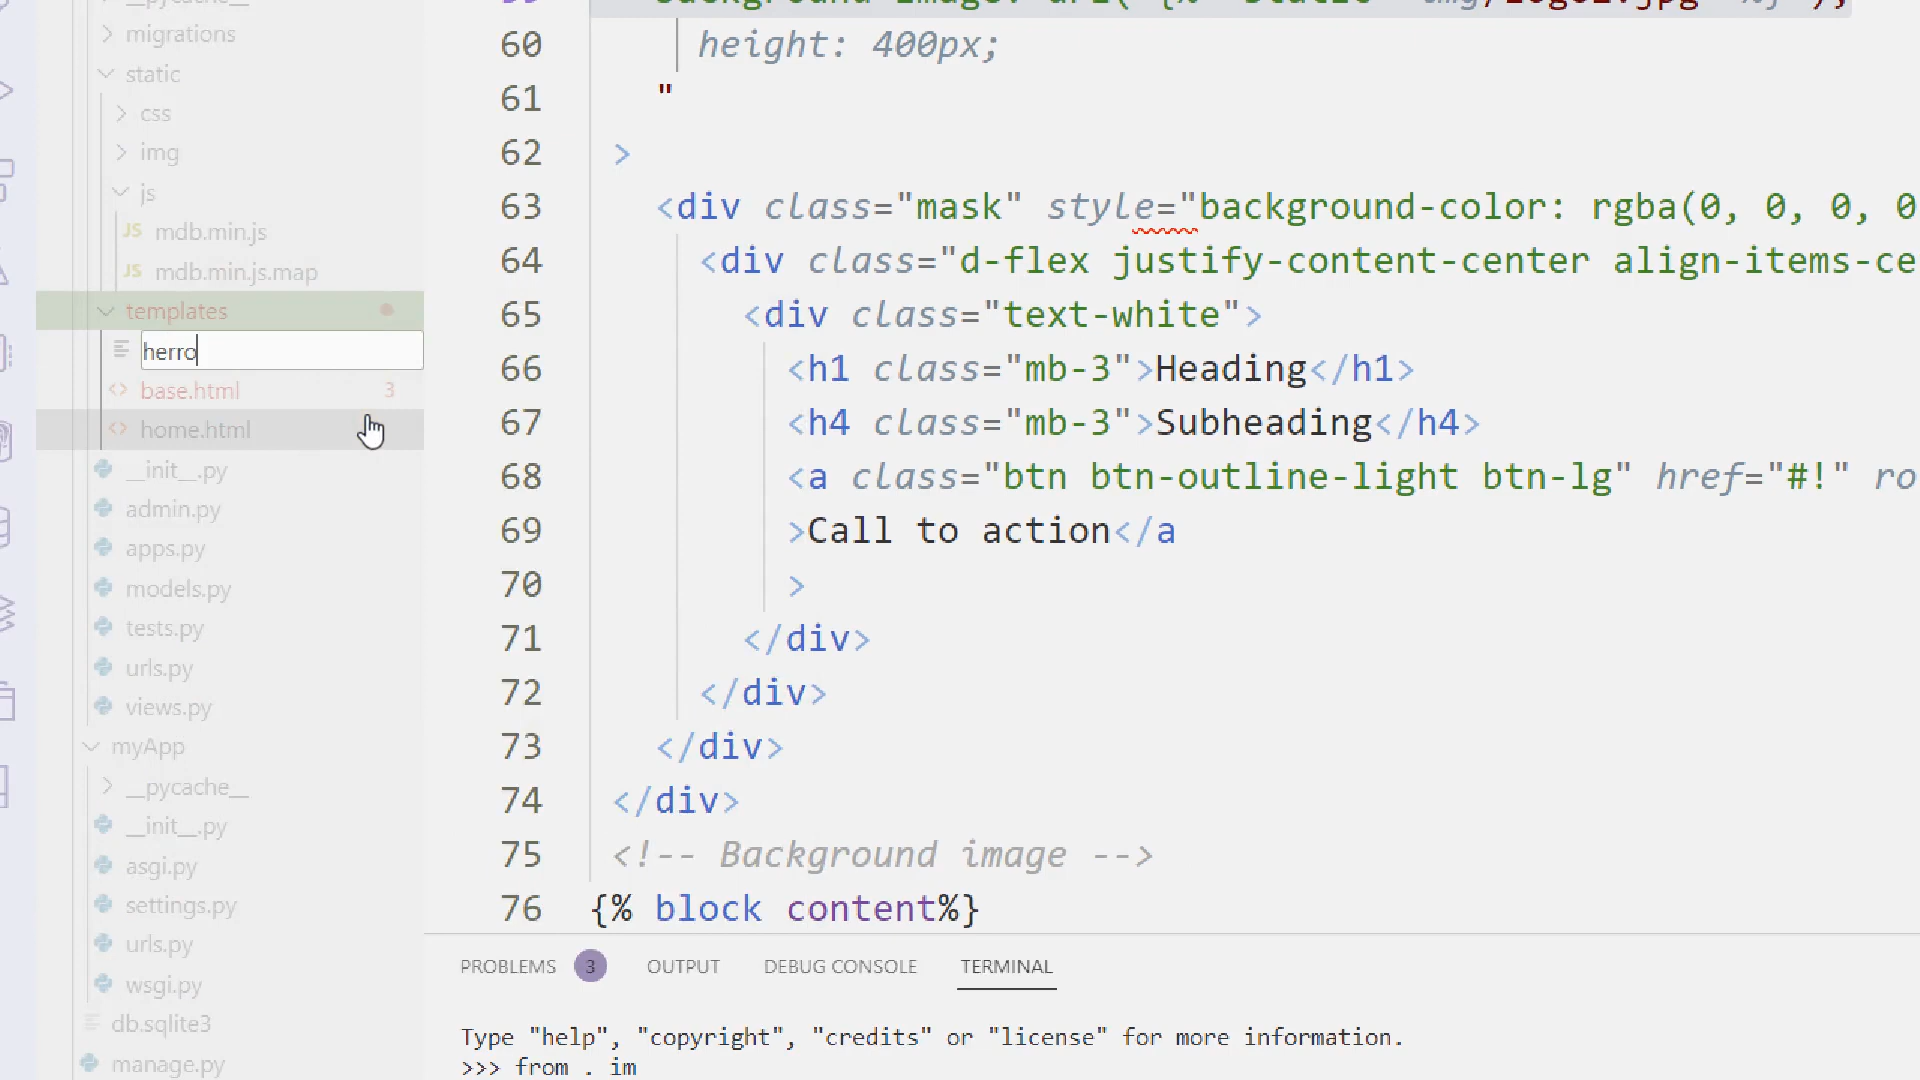 __pycache__
migrations
static
css
img
js
JS mdb.min.js
JS mdb.min.js.map
templates
herro
base.html 3
home.html
__init__.py
admin.py
apps.py
models.py
tests.py
urls.py
views.py
myApp
__pycache__
__init__.py
asgi.py
settings.py
urls.py
wsgi.py
db.sqlite3
manage.py
60 height: 400px;
61 "
62 >
63 <div class="mask" style="background-color: rgba(0, 0, 0, 0
64 <div class="d-flex justify-content-center align-items-ce
65 <div class="text-white">
66 <h1 class="mb-3">Heading</h1>
67 <h4 class="mb-3">Subheading</h4>
68 <a class="btn btn-outline-light btn-lg" href="#!" ro
69 >Call to action</a
70 >
71 </div>
72 </div>
73 </div>
74 </div>
75 <!-- Background image -->
76 {% block content%}
PROBLEMS 3 OUTPUT DEBUG CONSOLE TERMINAL
Type "help", "copyright", "credits" or "license" for more information.
>>> from . im